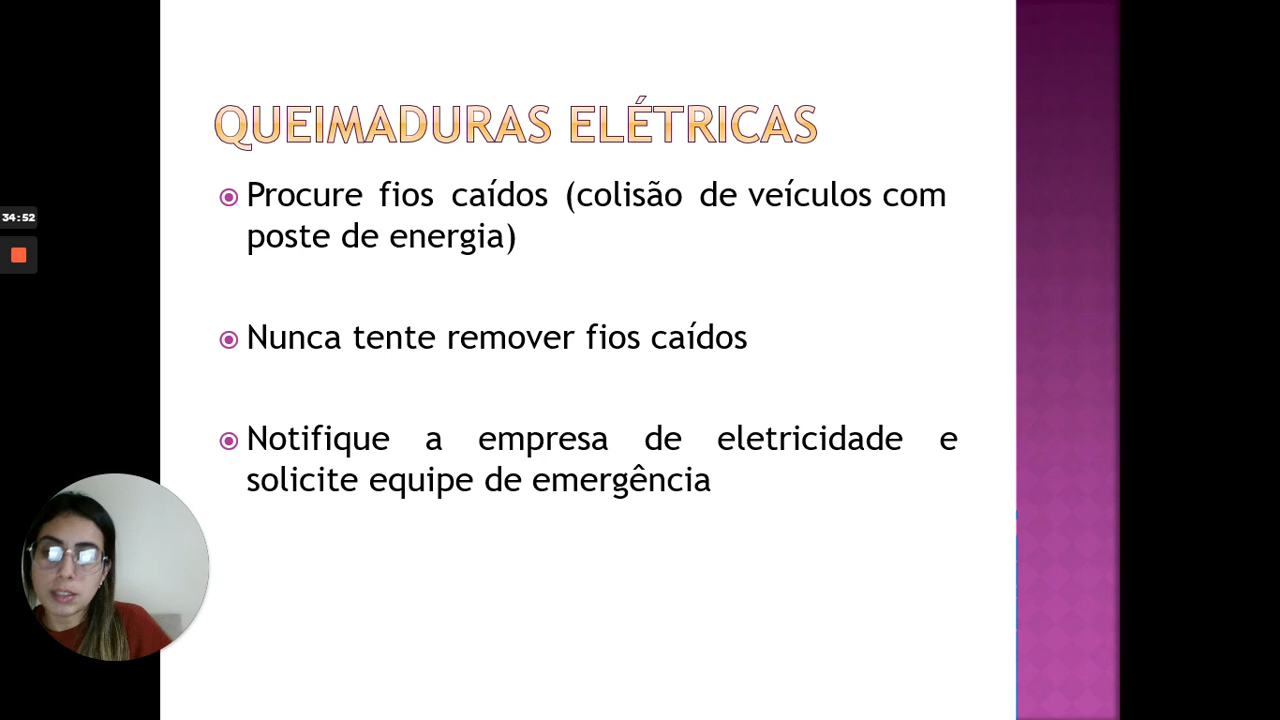 QUEIMADURAS ELÉTRICAS
Procure fios caídos (colisão de veículos com
poste de energia)
34:52
Nunca tente remover fios caídos
Notifique a empresa de eletricidade e
solicite equipe de emergência